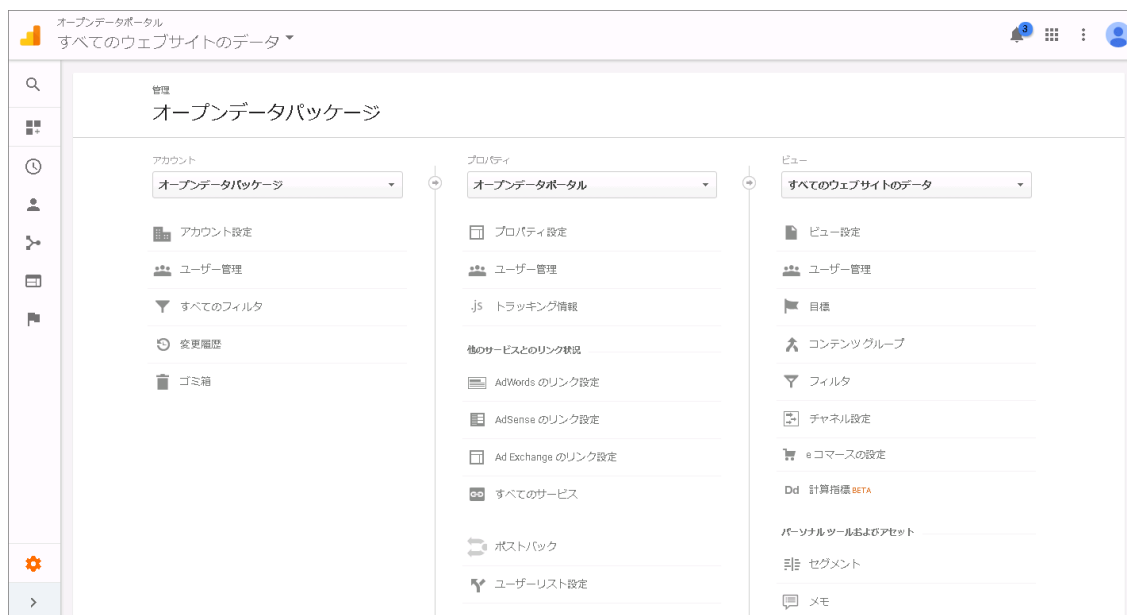 オープンデータポータル
すべてのウェブサイトのデータ
3
管理
オープンデータパッケージ
アカウント
オープンデータパッケージ
アカウント設定
ユーザー管理
すべてのフィルタ
変更履歴
ゴミ箱
プロパティ
オープンデータポータル
プロパティ設定
ユーザー管理
.js トラッキング情報
他のサービスとのリンク状況
AdWords のリンク設定
AdSense のリンク設定
Ad Exchange のリンク設定
すべてのサービス
ポストバック
ユーザーリスト設定
ビュー
すべてのウェブサイトのデータ
ビュー設定
ユーザー管理
目標
コンテンツ グループ
フィルタ
チャネル設定
e コマースの設定
Dd 計算指標 BETA
パーソナル ツールおよびアセット
セグメント
メモ